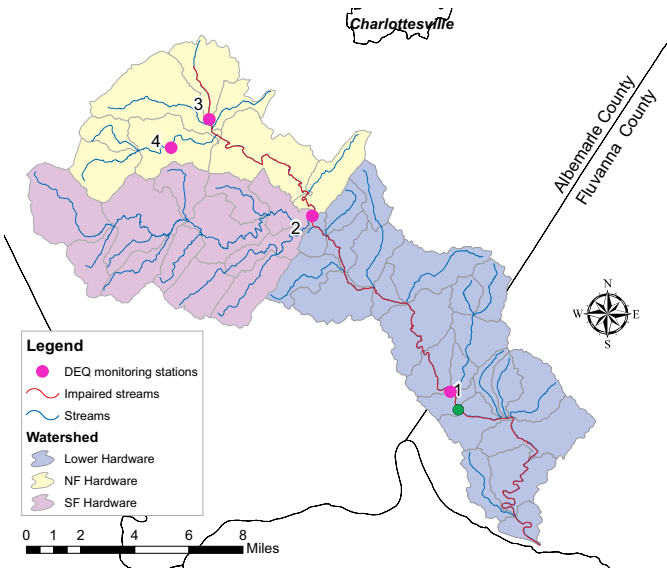 Charlottesville
Albemarle County
Fluvanna County
3
4
2
1
N
W E
S
Legend
DEQ monitoring stations
Impaired streams
Streams
Watershed
Lower Hardware
NF Hardware
SF Hardware
0 2 4 6 8
Miles